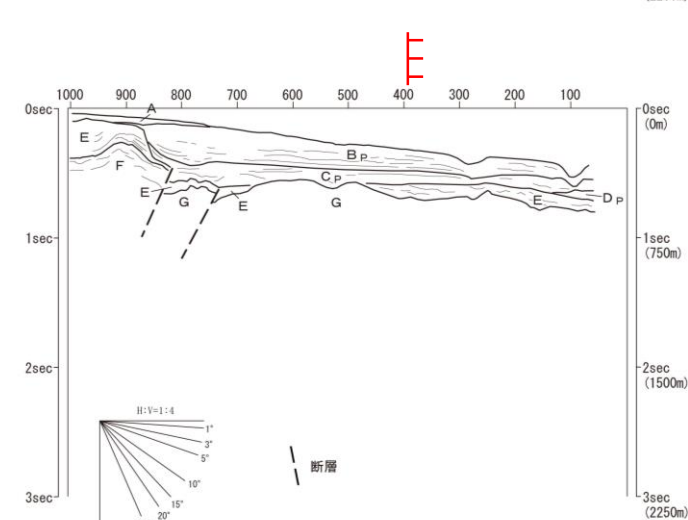 1000 900 800 700 600 500 400 300 200 100
0sec 0sec
(0m)
A
E
F
B P
C P
E
G
E
G
E
D P
1sec 1sec
(750m)
2sec 2sec
(1500m)
H:V=1:4
1°
3°
5°
10°
15°
20°
断層
3sec 3sec
(2250m)